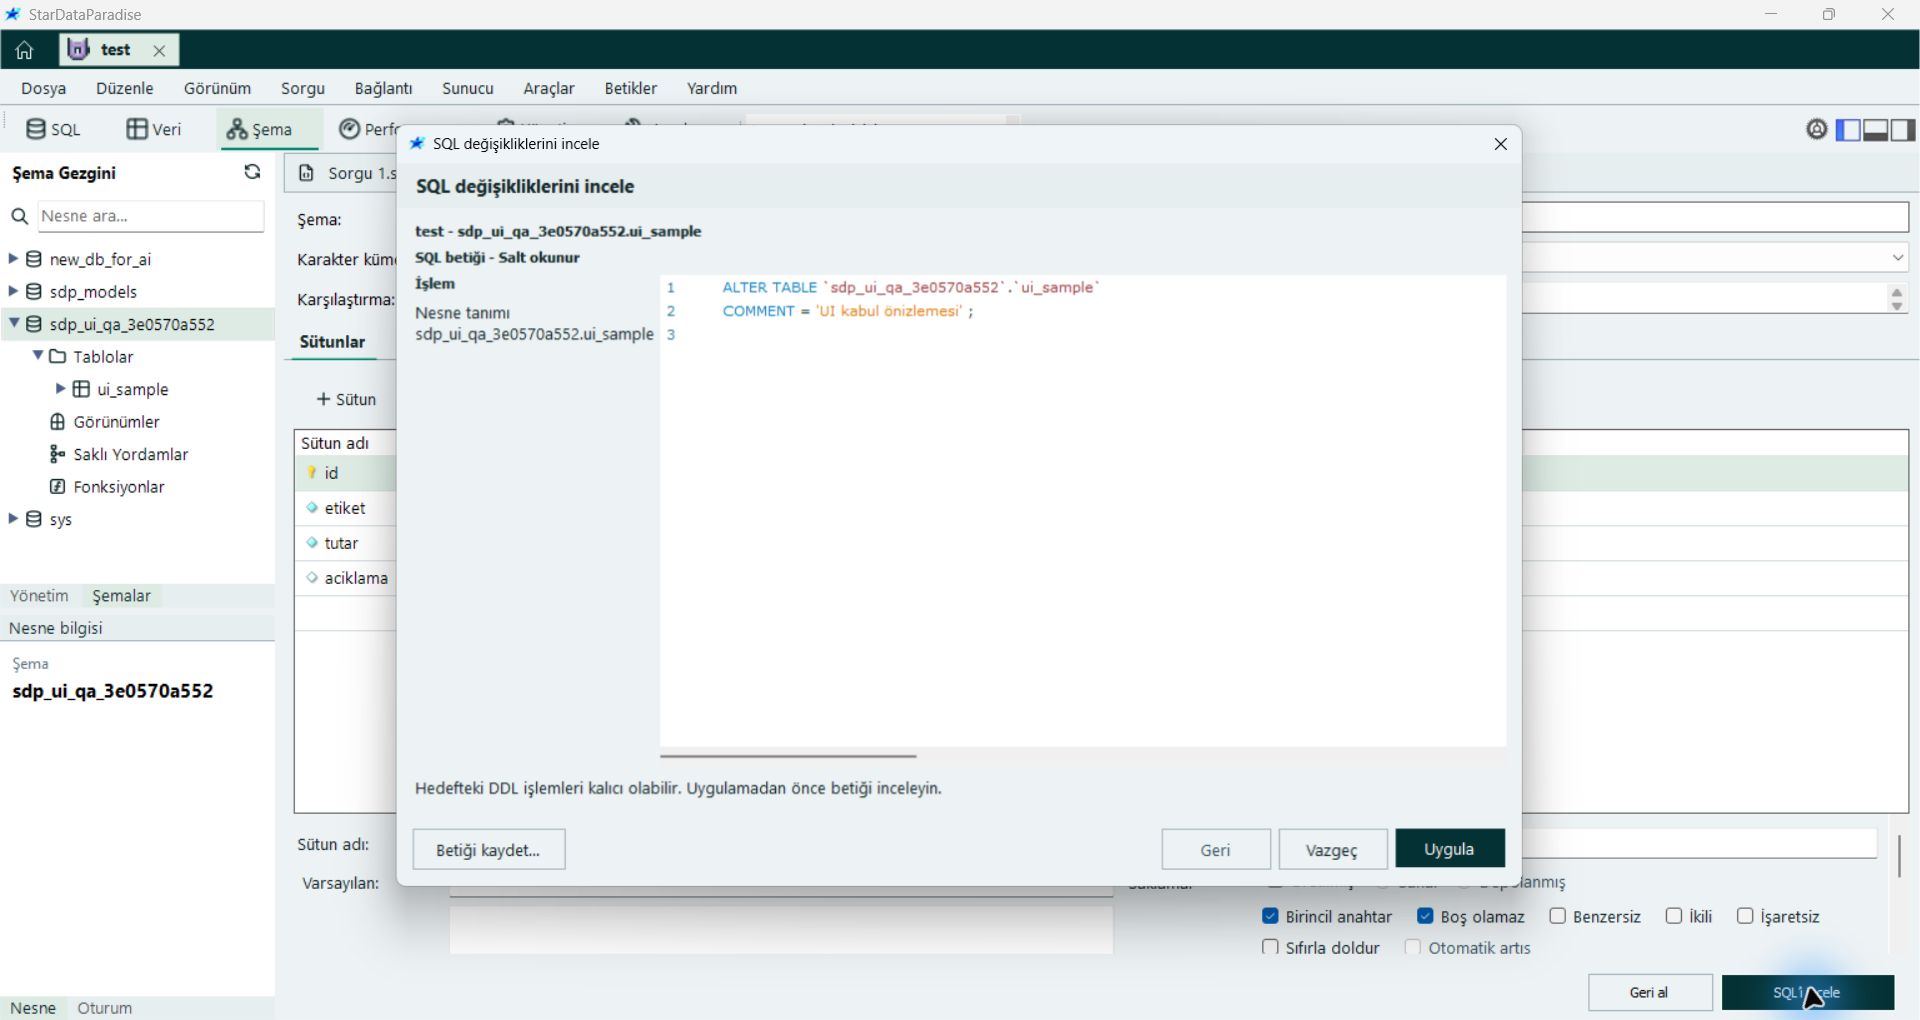 StarDataParadise
test
Dosya Düzenle Görünüm Sorgu Bağlantı Sunucu Araçlar Betikler Yardım
SQL Veri Şema
Şema Gezgini
Nesne ara...
new_db_for_ai
sdp_models
sdp_ui_qa_3e0570a552
Tablolar
ui_sample
Görünümler
Saklı Yordamlar
Fonksiyonlar
sys
Yönetim Şemalar
Nesne bilgisi
Şema
sdp_ui_qa_3e0570a552
Nesne Oturum
Sorgu 1.s
Şema:
Karakter küm
Karşılaştırma:
Sütunlar
+ Sütun
Sütun adı
id
etiket
tutar
aciklama
Sütun adı:
Varsayılan:
SQL değişikliklerini incele
SQL değişikliklerini incele
test - sdp_ui_qa_3e0570a552.ui_sample
SQL betiği - Salt okunur
İşlem
Nesne tanımı
sdp_ui_qa_3e0570a552.ui_sample
1 ALTER TABLE `sdp_ui_qa_3e0570a552`.`ui_sample`
2 COMMENT = 'UI kabul önizlemesi' ;
3
Hedefteki DDL işlemleri kalıcı olabilir. Uygulamadan önce betiği inceleyin.
Betiği kaydet... Geri Vazgeç Uygula
Birincil anahtar Boş olamaz Benzersiz İkili İşaretsiz
Sıfırla doldur Otomatik artış
Geri al